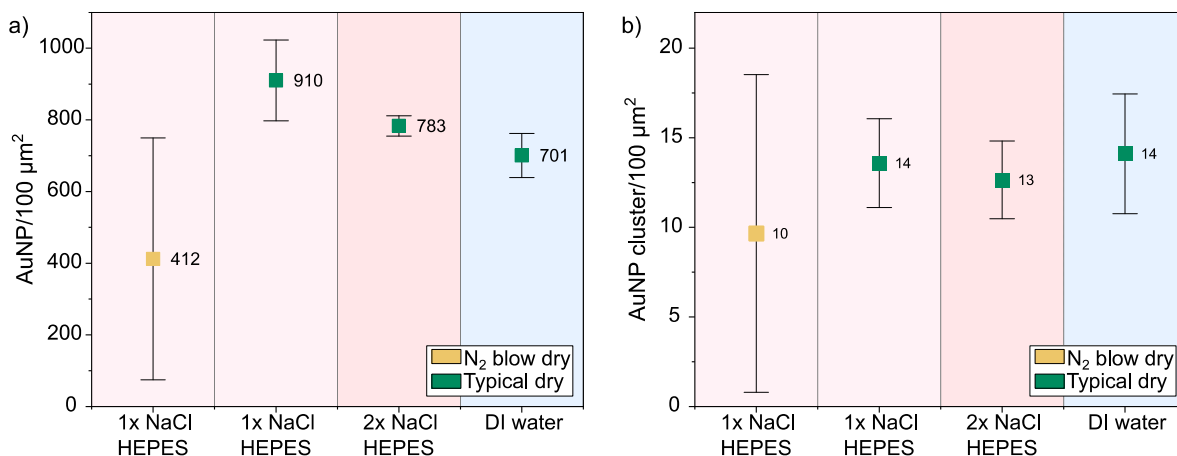 a)
AuNP/100 µm²
1000
800
600
400
200
0
412
910
783
701
N₂ blow dry
Typical dry
1x NaCl
HEPES
1x NaCl
HEPES
2x NaCl
HEPES
DI water
b)
AuNP cluster/100 µm²
20
15
10
5
0
10
14
13
14
N₂ blow dry
Typical dry
1x NaCl
HEPES
1x NaCl
HEPES
2x NaCl
HEPES
DI water